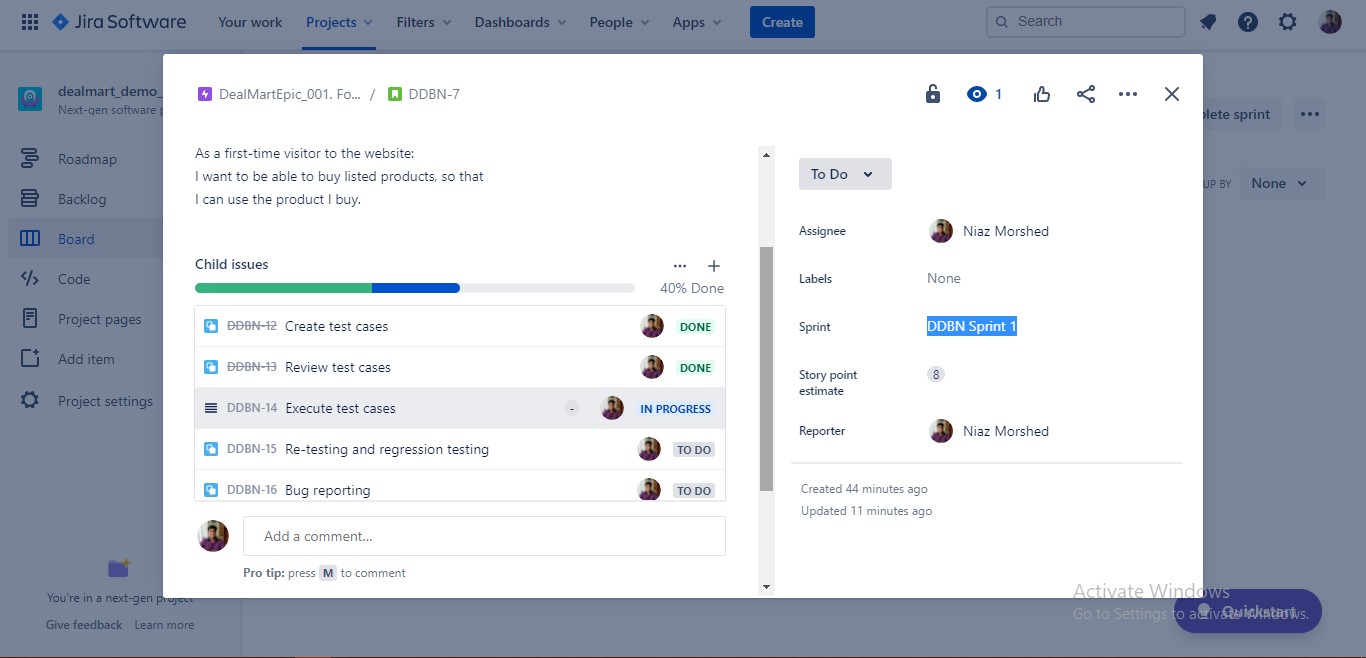 Jira Software
Your work
Projects
Filters
Dashboards
People
Apps
Create
Search
dealmart_demo_
Next-gen software p
Roadmap
Backlog
Board
Code
Project pages
Add item
Project settings
You're in a next-gen project
Give feedback Learn more
DealMartEpic_001. Fo... / DDBN-7
1
As a first-time visitor to the website:
I want to be able to buy listed products, so that
I can use the product I buy.
Child issues
40% Done
DDBN-12 Create test cases DONE
DDBN-13 Review test cases DONE
DDBN-14 Execute test cases - IN PROGRESS
DDBN-15 Re-testing and regression testing TO DO
DDBN-16 Bug reporting TO DO
Add a comment...
Pro tip: press M to comment
To Do
Assignee Niaz Morshed
Labels None
Sprint DDBN Sprint 1
Story point
estimate
8
Reporter Niaz Morshed
Created 44 minutes ago
Updated 11 minutes ago
plete sprint
UP BY None
Activate Windows
Go to Settings to activate Windows.
Quickstart